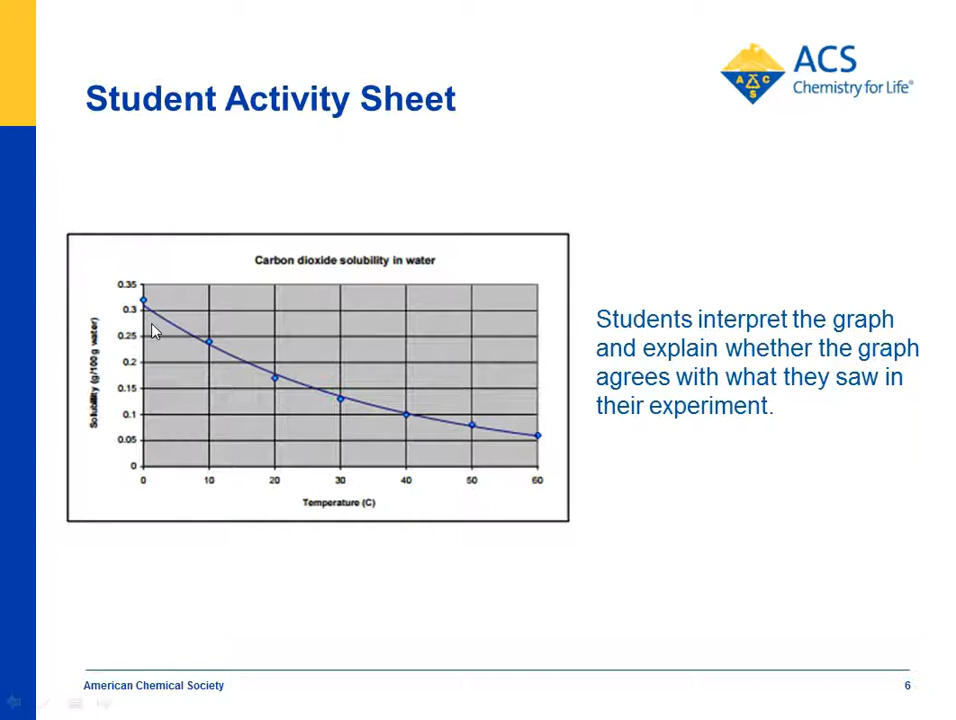 ACS
Chemistry for Life®
A C S
Student Activity Sheet
Carbon dioxide solubility in water
Solubility (g/100g water)
0.35
0.3
0.25
0.2
0.15
0.1
0.05
0
0 10 20 30 40 50 60
Temperature (C)
Students interpret the graph
and explain whether the graph
agrees with what they saw in
their experiment.
American Chemical Society
6